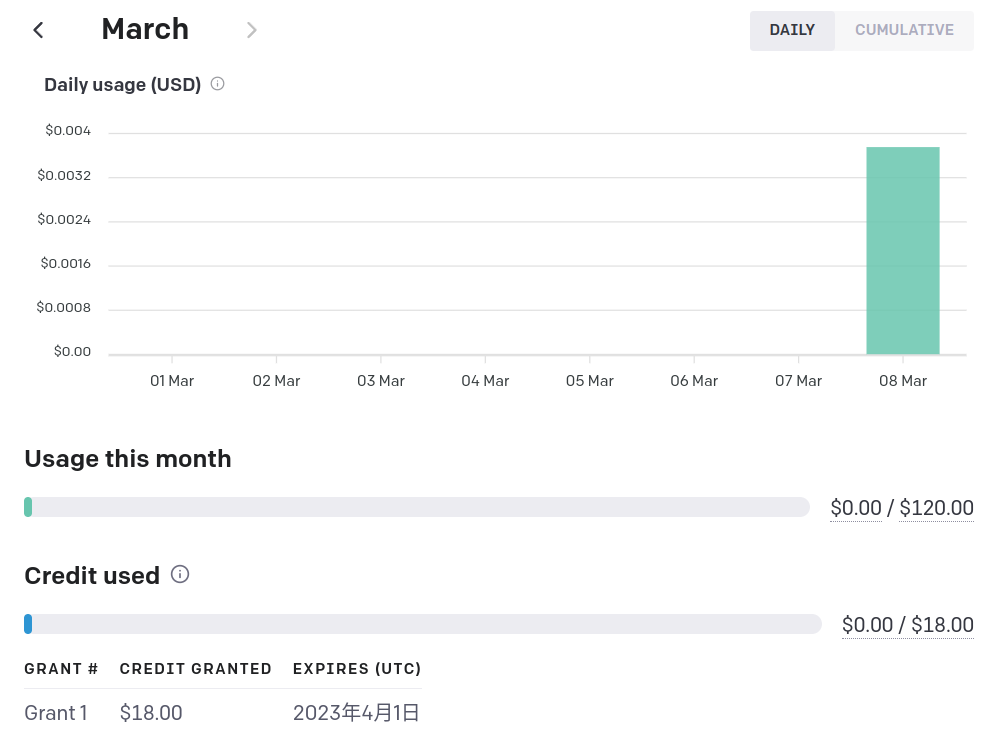 March
DAILY CUMULATIVE
Daily usage (USD)
$0.004
$0.0032
$0.0024
$0.0016
$0.0008
$0.00
01 Mar 02 Mar 03 Mar 04 Mar 05 Mar 06 Mar 07 Mar 08 Mar
Usage this month
$0.00 / $120.00
Credit used
$0.00 / $18.00
GRANT # CREDIT GRANTED EXPIRES (UTC)
Grant 1 $18.00 2023年4月1日